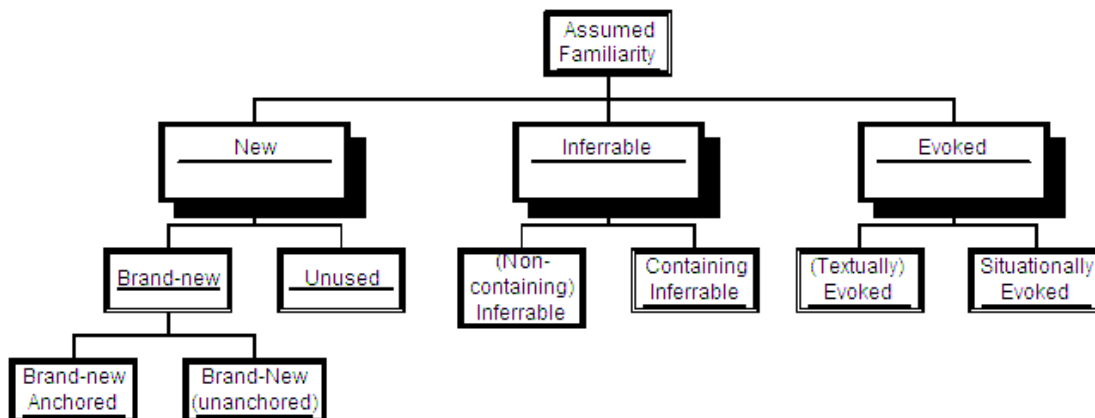 Assumed
Familiarity
New
Inferrable
Evoked
Brand-new
Unused
(Non-
containing)
Inferrable
Containing
Inferrable
(Textually)
Evoked
Situationally
Evoked
Brand-new
Anchored
Brand-New
(unanchored)